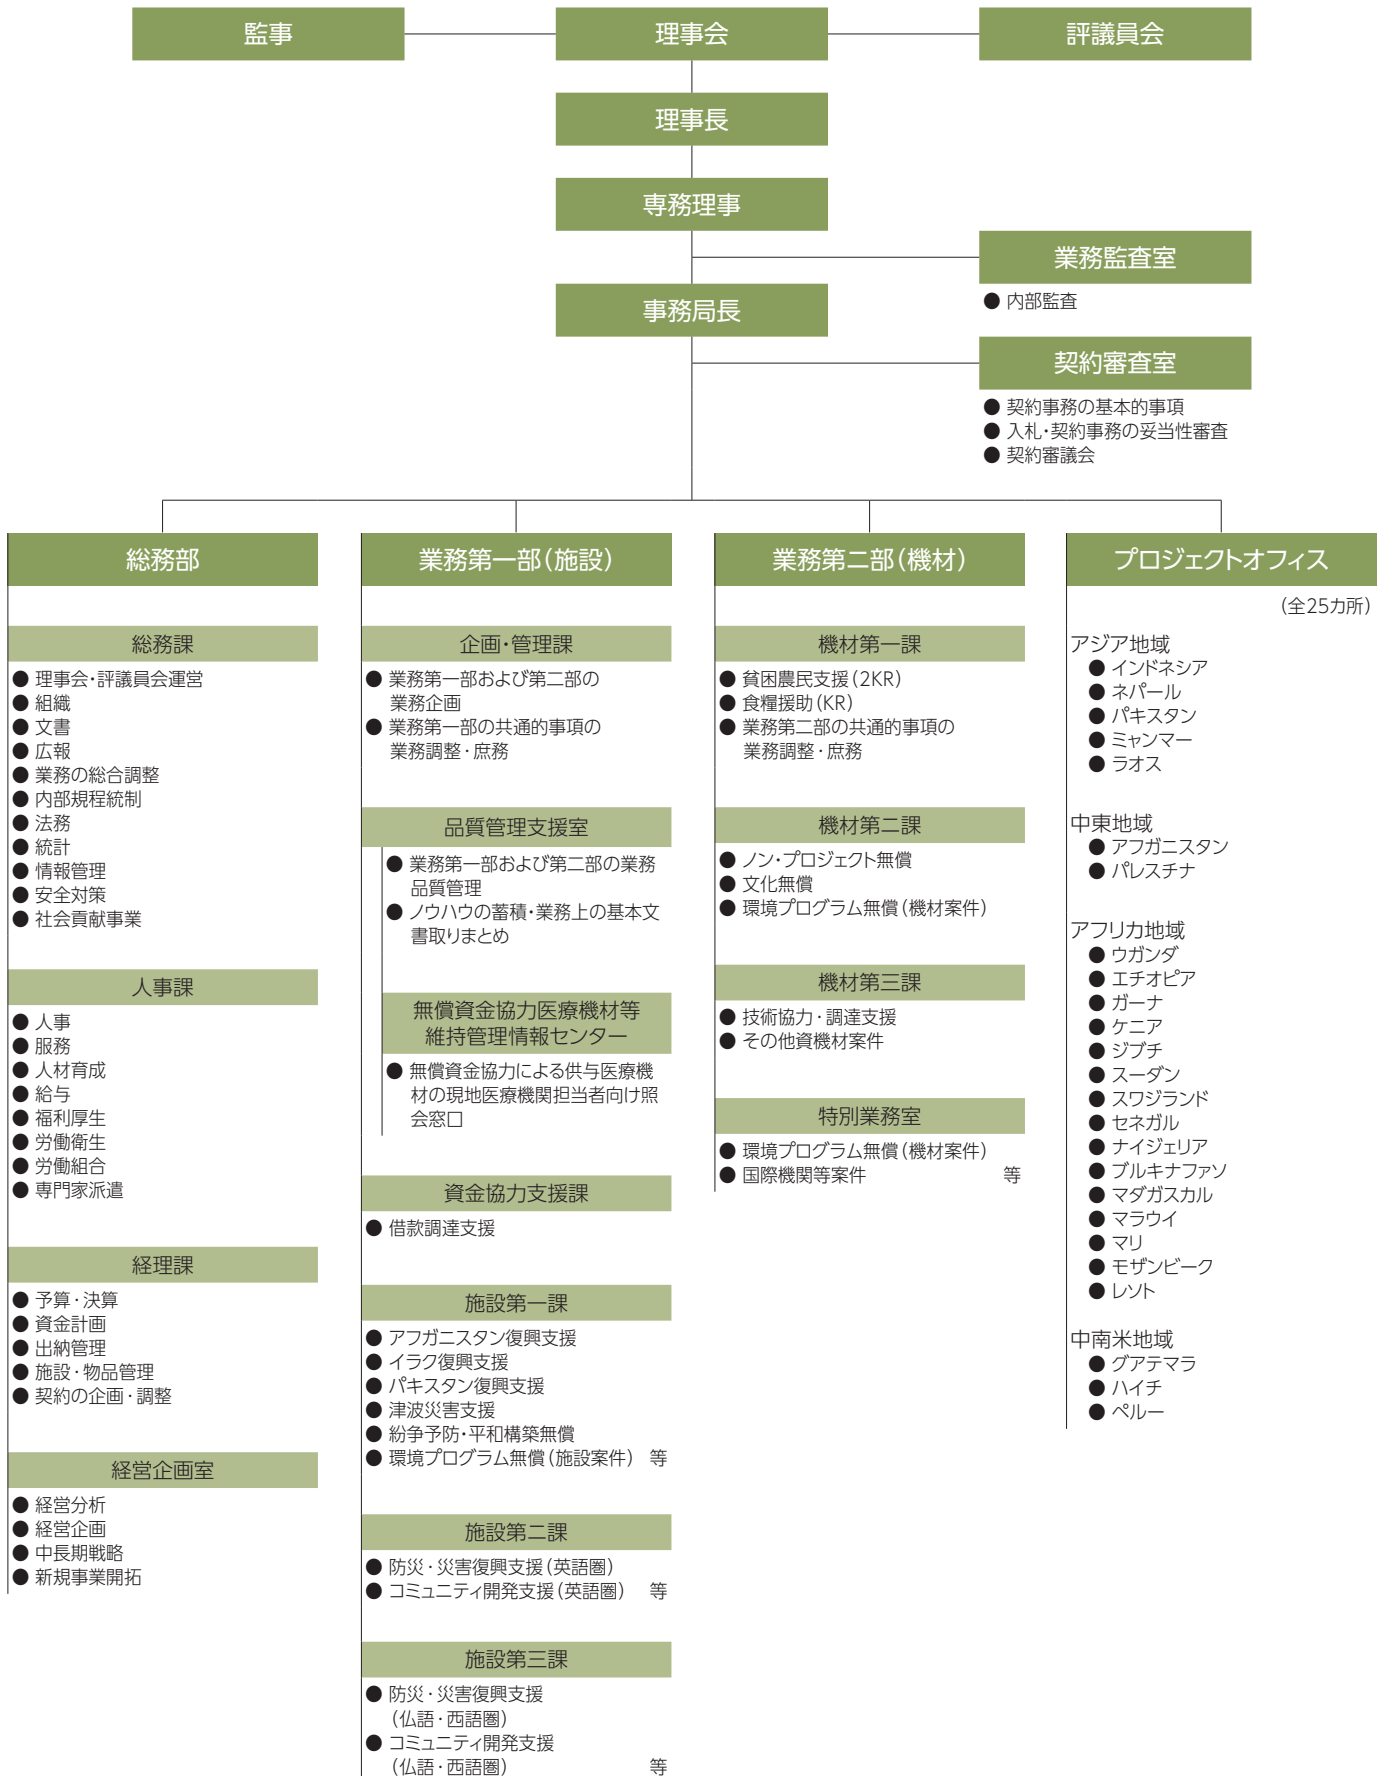 監事
理事会
評議員会
理事長
専務理事
業務監査室
● 内部監査
事務局長
契約審査室
● 契約事務の基本的事項
● 入札・契約事務の妥当性審査
● 契約審議会
総務部
総務課
● 理事会・評議員会運営
● 組織
● 文書
● 広報
● 業務の総合調整
● 内部規程統制
● 法務
● 統計
● 情報管理
● 安全対策
● 社会貢献事業
人事課
● 人事
● 服務
● 人材育成
● 給与
● 福利厚生
● 労働衛生
● 労働組合
● 専門家派遣
経理課
● 予算・決算
● 資金計画
● 出納管理
● 施設・物品管理
● 契約の企画・調整
経営企画室
● 経営分析
● 経営企画
● 中長期戦略
● 新規事業開拓
業務第一部(施設)
企画・管理課
● 業務第一部および第二部の
業務企画
● 業務第一部の共通的事項の
業務調整・庶務
品質管理支援室
● 業務第一部および第二部の業務
品質管理
● ノウハウの蓄積・業務上の基本文
書取りまとめ
無償資金協力医療機材等
維持管理情報センター
● 無償資金協力による供与医療機
材の現地医療機関担当者向け照
会窓口
資金協力支援課
● 借款調達支援
施設第一課
● アフガニスタン復興支援
● イラク復興支援
● パキスタン復興支援
● 津波災害支援
● 紛争予防・平和構築無償
● 環境プログラム無償(施設案件) 等
施設第二課
● 防災・災害復興支援(英語圏)
● コミュニティ開発支援(英語圏) 等
施設第三課
● 防災・災害復興支援
(仏語・西語圏)
● コミュニティ開発支援
(仏語・西語圏) 等
業務第二部(機材)
機材第一課
● 貧困農民支援(2KR)
● 食糧援助(KR)
● 業務第二部の共通的事項の
業務調整・庶務
機材第二課
● ノン・プロジェクト無償
● 文化無償
● 環境プログラム無償(機材案件)
機材第三課
● 技術協力・調達支援
● その他資機材案件
特別業務室
● 環境プログラム無償(機材案件)
● 国際機関等案件 等
プロジェクトオフィス
(全25カ所)
アジア地域
● インドネシア
● ネパール
● パキスタン
● ミャンマー
● ラオス
中東地域
● アフガニスタン
● パレスチナ
アフリカ地域
● ウガンダ
● エチオピア
● ガーナ
● ケニア
● ジブチ
● スーダン
● スワジランド
● セネガル
● ナイジェリア
● ブルキナファソ
● マダガスカル
● マラウイ
● マリ
● モザンビーク
● レソト
中南米地域
● グアテマラ
● ハイチ
● ペルー